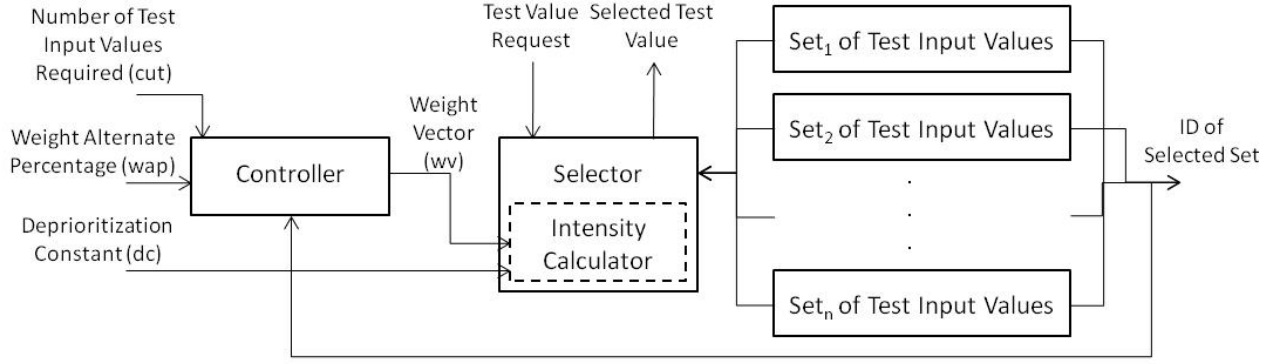 Number of Test
Input Values
Required (cut)
Weight Alternate
Percentage (wap)
Deprioritization
Constant (dc)
Controller
Weight
Vector
(wv)
Test Value
Request
Selected Test
Value
Selector
Intensity
Calculator
Set₁ of Test Input Values
Set₂ of Test Input Values
.
.
.
Setₙ of Test Input Values
ID of
Selected Set